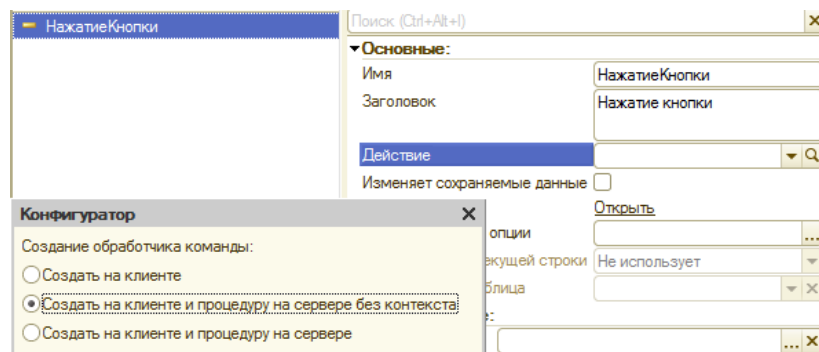 НажатиеКнопки
Поиск (Ctrl+Alt+I)
Основные:
Имя
НажатиеКнопки
Заголовок
Нажатие кнопки
Действие
Изменяет сохраняемые данные
Открыть
опции
екущей строки
Не использует
блица
Конфигуратор
Создание обработчика команды:
Создать на клиенте
Создать на клиенте и процедуру на сервере без контекста
Создать на клиенте и процедуру на сервере